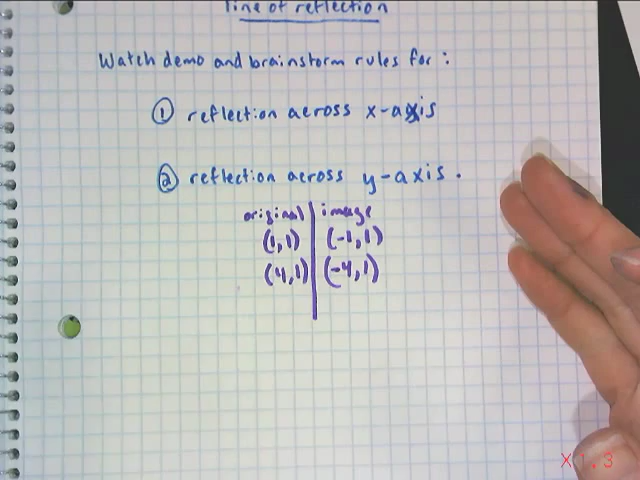 line of reflection
Watch demo and brainstorm rules for:
① reflection across x-axis
② reflection across y-axis.
original | image
(1,1) | (-1,1)
(4,1) | (-4,1)
X 1.3